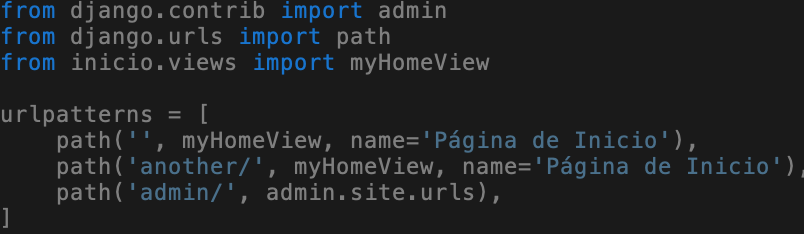 from django.contrib import admin
from django.urls import path
from inicio.views import myHomeView

urlpatterns = [
    path('', myHomeView, name='Página de Inicio'),
    path('another/', myHomeView, name='Página de Inicio'),
    path('admin/', admin.site.urls),
]